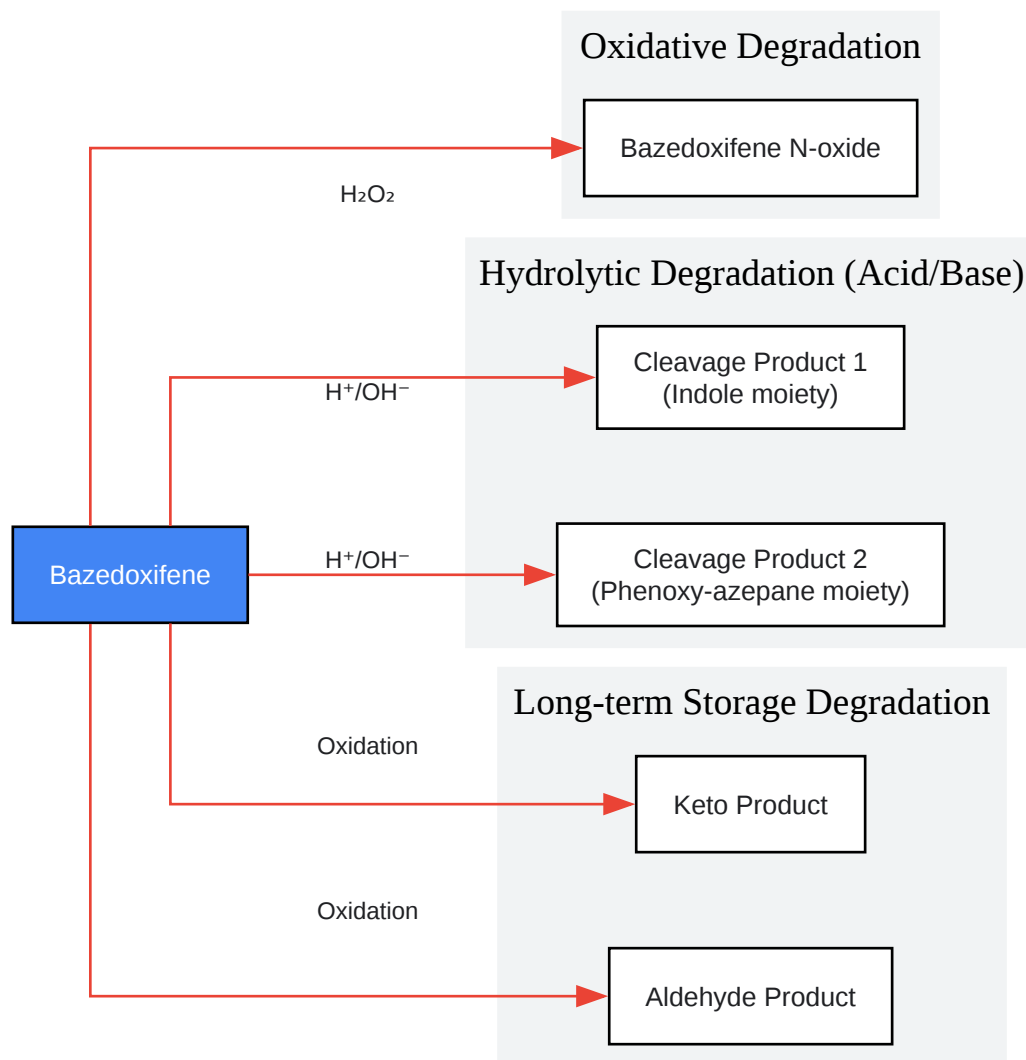 Oxidative Degradation
Bazedoxifene N-oxide
H₂O₂
Hydrolytic Degradation (Acid/Base)
Cleavage Product 1
(Indole moiety)
H⁺/OH⁻
Bazedoxifene
H⁺/OH⁻
Cleavage Product 2
(Phenoxy-azepane moiety)
Long-term Storage Degradation
Oxidation
Keto Product
Oxidation
Aldehyde Product